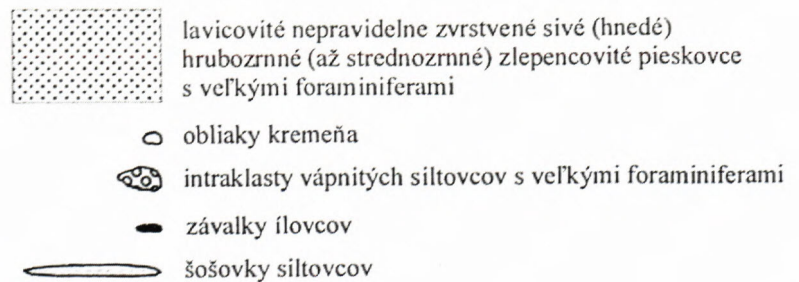 lavicovité nepravidelne zvrstvené sivé (hnedé)
hrubozrnné (až strednozrnné) zlepencovité pieskovce
s veľkými foraminiferami
obliaky kremeňa
intraklasty vápnitých siltovcov s veľkými foraminiferami
závalky ílovcov
šošovky siltovcov